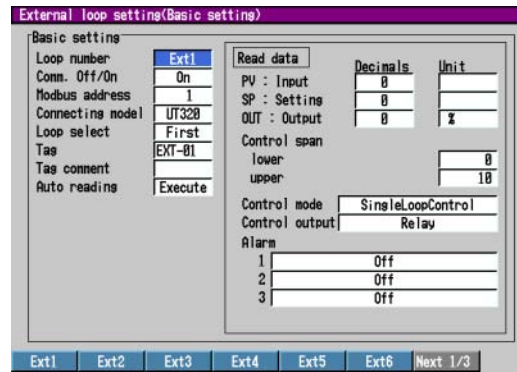 External loop setting(Basic setting)
Basic setting
Loop number Ext1
Comm. Off/On On
Modbus address 1
Connecting model UT320
Loop select First
Tag EXT-01
Tag comment
Auto reading Execute
Read data
Decimals Unit
PV : Input 0
SP : Setting 0
OUT : Output 0 %
Control span
lower 0
upper 10
Control mode SingleLoopControl
Control output Relay
Alarm
1 Off
2 Off
3 Off
Ext1 Ext2 Ext3 Ext4 Ext5 Ext6 Next 1/3